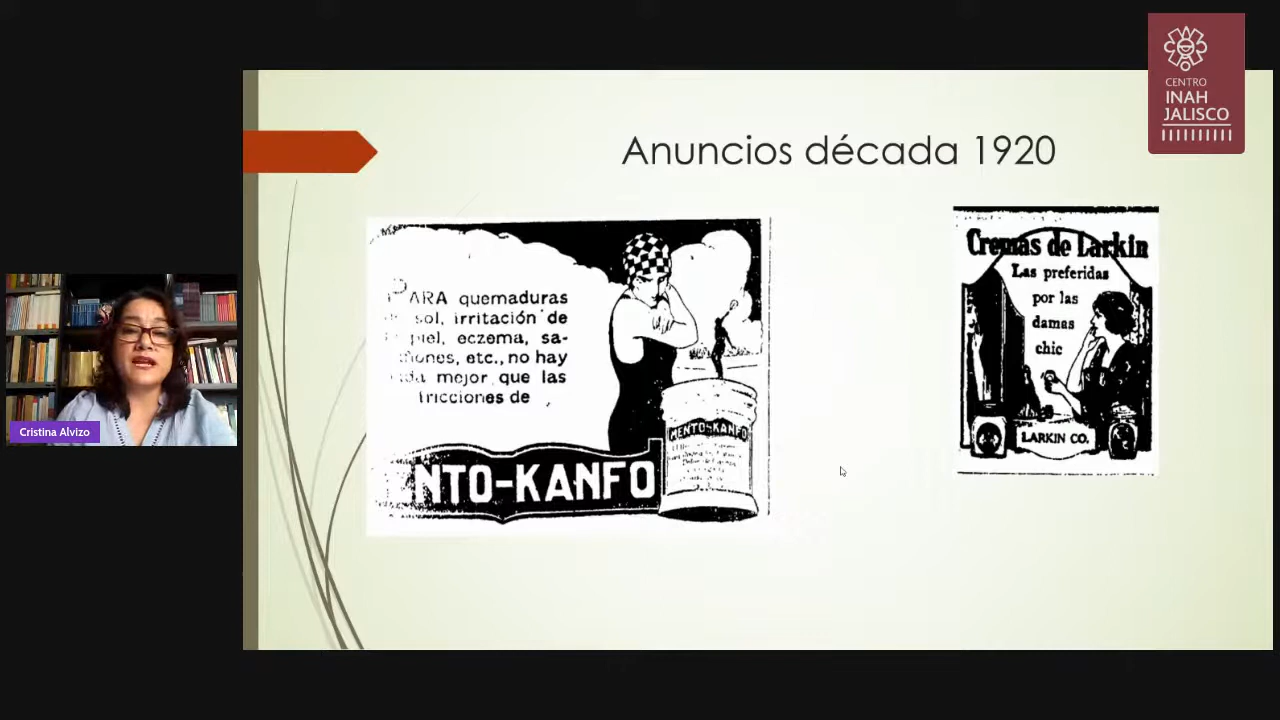 CENTRO
INAH
JALISCO
Anuncios década 1920
PARA quemaduras
sol, irritación de
piel, eczema, sa-
ñones, etc., no hay
mejor que las
fricciones de
NTO-KANFO
MENTO-KANFO
Cremas de Larkin
Las preferidas
por las
damas
chic
LARKIN CO.
Cristina Alvizo